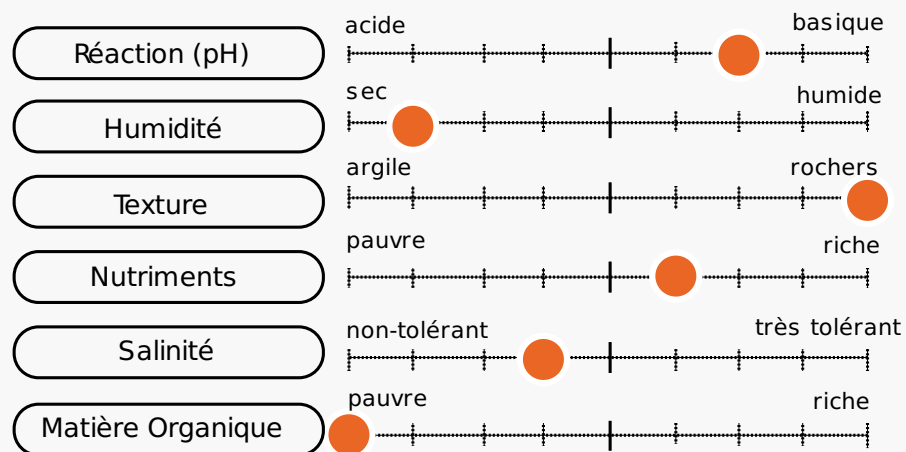 Réaction (pH)
acide
basique
Humidité
sec
humide
Texture
argile
rochers
Nutriments
pauvre
riche
Salinité
non-tolérant
très tolérant
Matière Organique
pauvre
riche